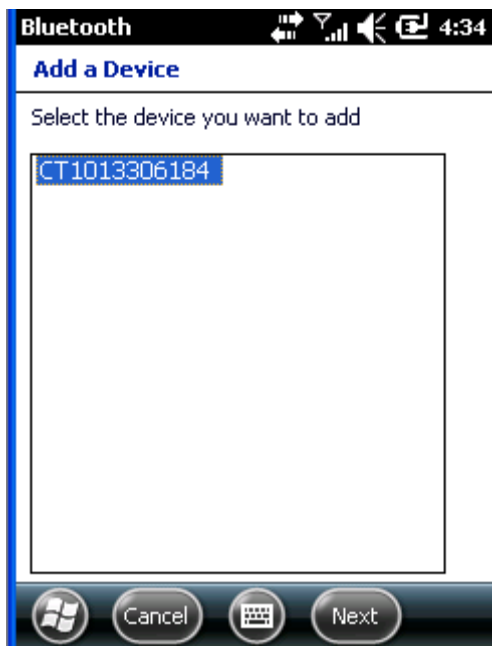 Bluetooth 4:34
Add a Device
Select the device you want to add
CT1013306184
Cancel Next